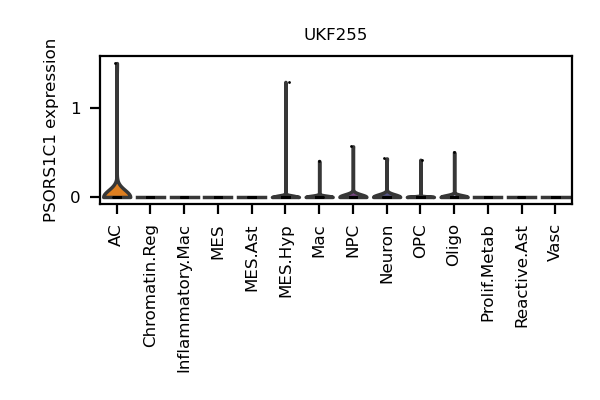 UKF255
PSORS1C1 expression
1
0
AC
Chromatin.Reg
Inflammatory.Mac
MES
MES.Ast
MES.Hyp
Mac
NPC
Neuron
OPC
Oligo
Prolif.Metab
Reactive.Ast
Vasc